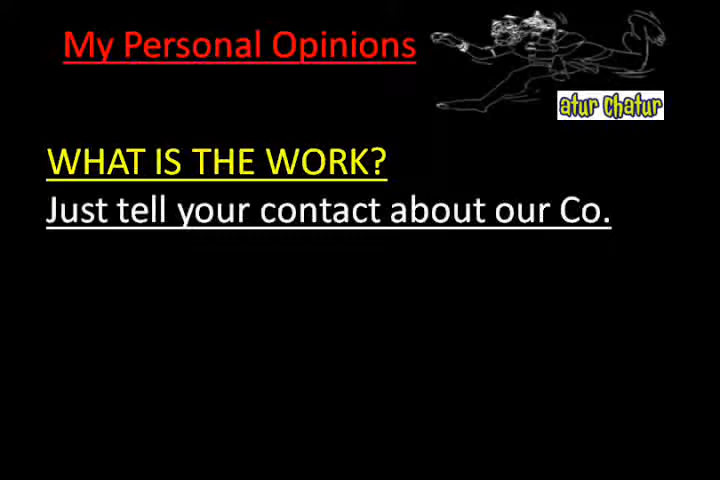 My Personal Opinions
atur chatur
WHAT IS THE WORK?
Just tell your contact about our Co.